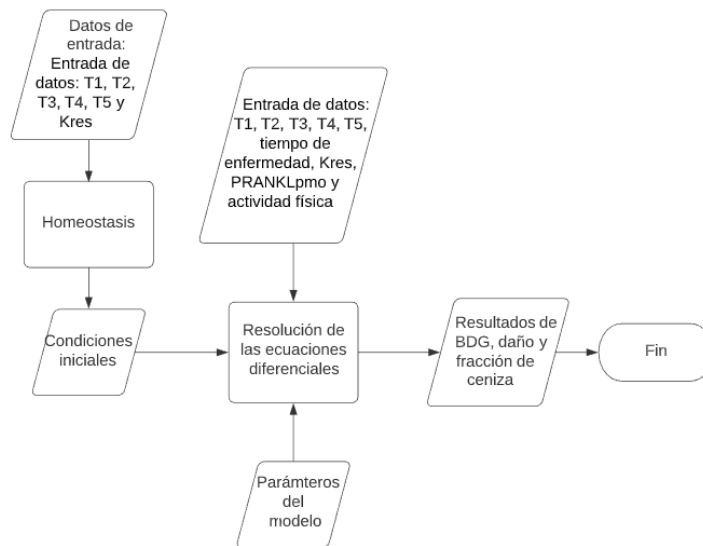 Datos de
entrada:
Entrada de
datos: T1, T2,
T3, T4, T5 y
Kres
Homeostasis
Condiciones
iniciales
Entrada de datos:
T1, T2, T3, T4, T5,
tiempo de
enfermedad, Kres,
PRANKLpmo y
actividad física
Resolución de
las ecuaciones
diferenciales
Parámteros
del
modelo
Resultados de
BDG, daño y
fracción de
ceniza
Fin